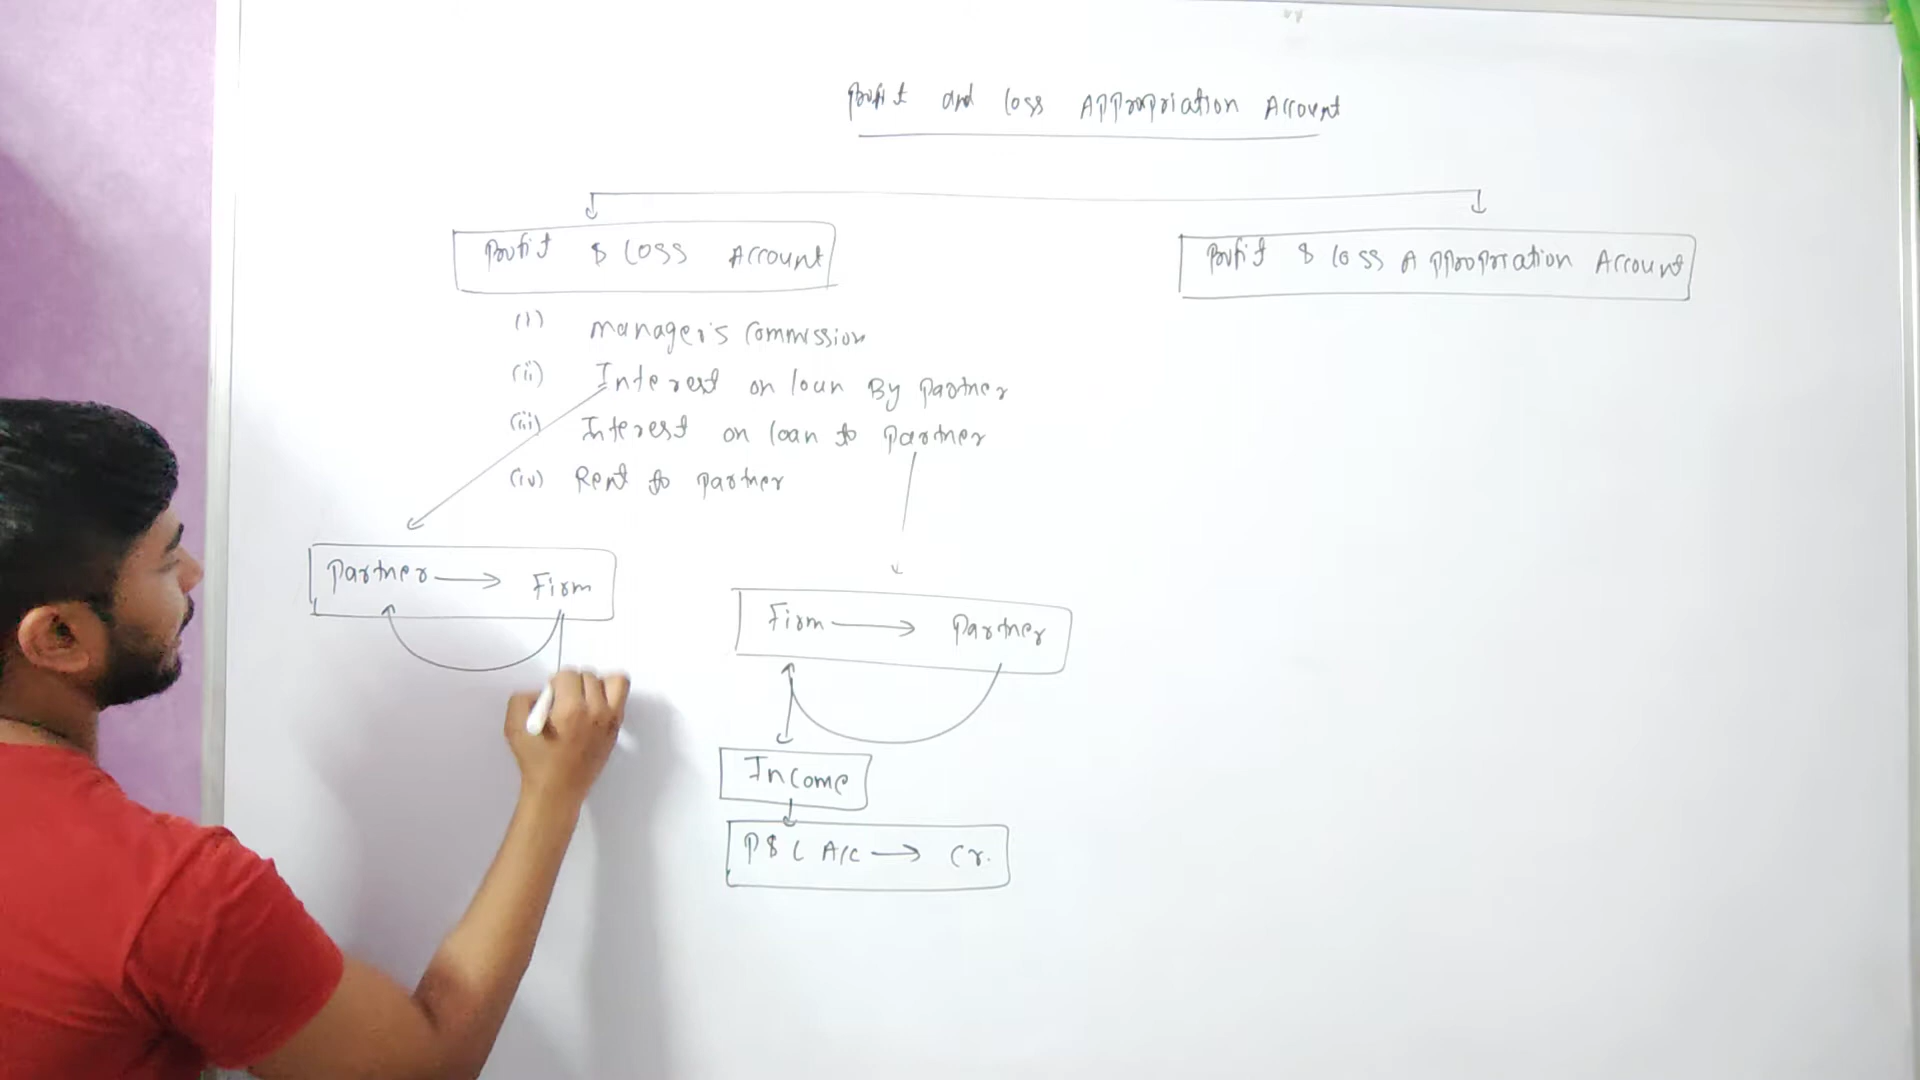 Profit and Loss Appropriation Account
Profit & Loss Account
Profit & Loss Appropriation Account
(i) Manager's Commission
(ii) Interest on loan By partner
(iii) Interest on loan to partner
(iv) Rent to partner
Partner → Firm
Firm → Partner
Income
P&L A/c → Cr.